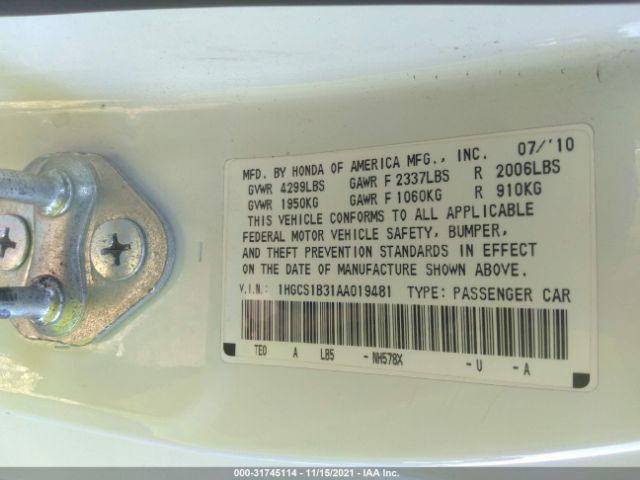 07/'10
MFD. BY HONDA OF AMERICA MFG., INC.
GVWR 4299LBS GAWR F 2337LBS R 2006LBS
GVWR 1950KG GAWR F 1060KG R 910KG
THIS VEHICLE CONFORMS TO ALL APPLICABLE
FEDERAL MOTOR VEHICLE SAFETY, BUMPER,
AND THEFT PREVENTION STANDARDS IN EFFECT
ON THE DATE OF MANUFACTURE SHOWN ABOVE.
V.I.N.: 1HGCS1B31AA019481 TYPE: PASSENGER CAR
TE0 A LB5 - NH578X - U - A
000-31745114 - 11/15/2021 - IAA Inc.